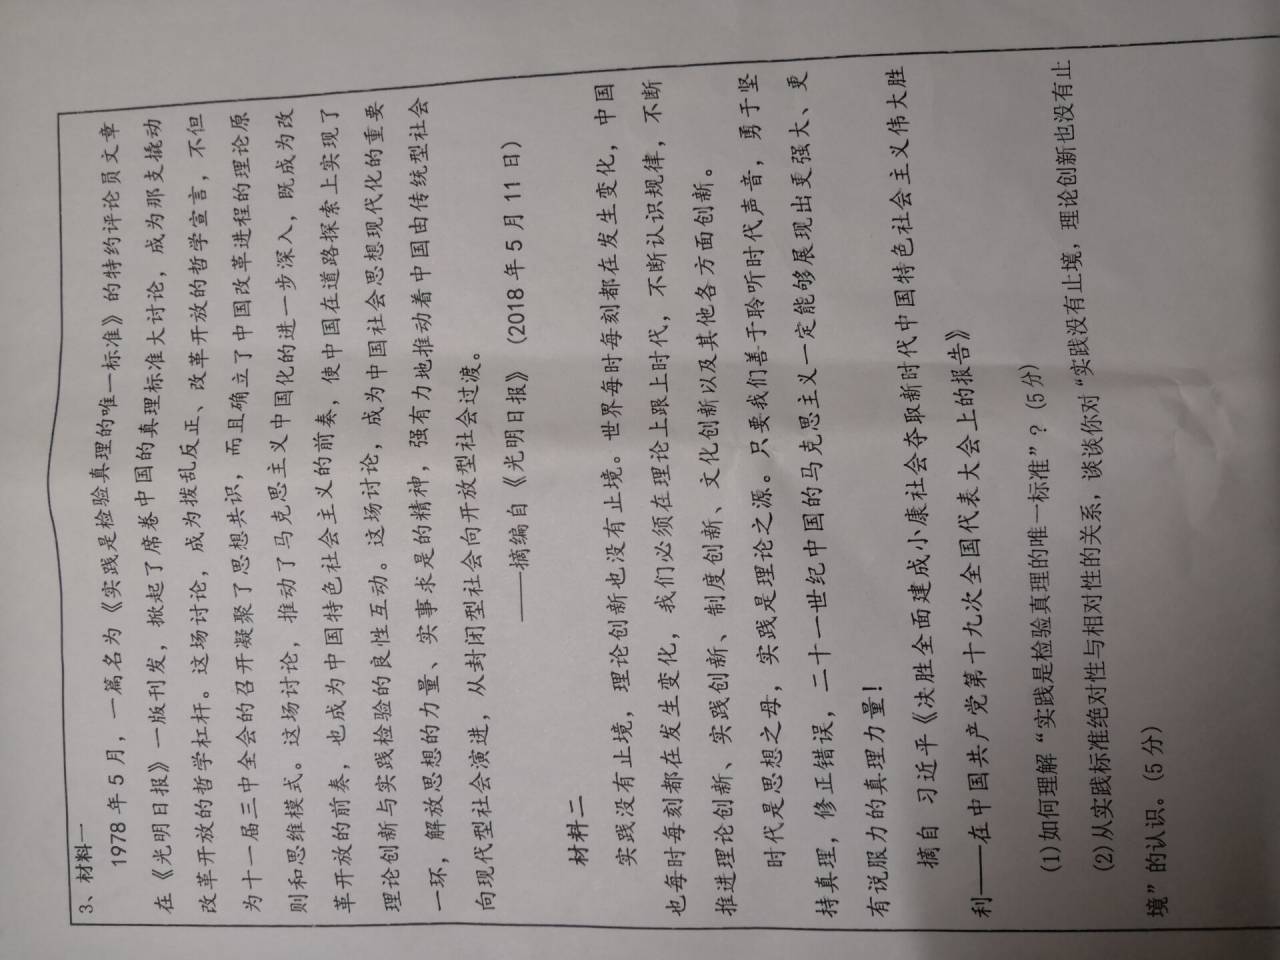 3、材料一
1978 年 5 月，一篇名为《实践是检验真理的唯一标准》的特约评论员文章
在《光明日报》一版刊发，掀起了席卷中国的真理标准大讨论，成为那支撬动
改革开放的哲学杠杆。这场讨论，成为拨乱反正、改革开放的哲学宣言，不但
为十一届三中全会的召开凝聚了思想共识，而且确立了中国改革进程的理论原
则和思维模式。这场讨论，推动了马克思主义中国化的进一步深入，既成为改
革开放的前奏，也成为中国特色社会主义的前奏，使中国在道路探索上实现了
理论创新与实践检验的良性互动。这场讨论，成为中国社会思想现代化的重要
一环，解放思想的力量、实事求是的精神，强有力地推动着中国由传统型社会
向现代型社会演进，从封闭型社会向开放型社会过渡。
——摘编自《光明日报》（2018 年 5 月 11 日）
材料二
实践没有止境，理论创新也没有止境。世界每时每刻都在发生变化，中国
也每时每刻都在发生变化，我们必须在理论上跟上时代，不断认识规律，不断
推进理论创新、实践创新、制度创新、文化创新以及其他各方面创新。
时代是思想之母，实践是理论之源。只要我们善于聆听时代声音，勇于坚
持真理，修正错误，二十一世纪中国的马克思主义一定能够展现出更强大、更
有说服力的真理力量！
摘自 习近平《决胜全面建成小康社会夺取新时代中国特色社会主义伟大胜
利——在中国共产党第十九次全国代表大会上的报告》
(1)如何理解“实践是检验真理的唯一标准”？(5 分)
(2)从实践标准绝对性与相对性的关系，谈谈你对“实践没有止境，理论创新也没有止
境”的认识。(5 分)